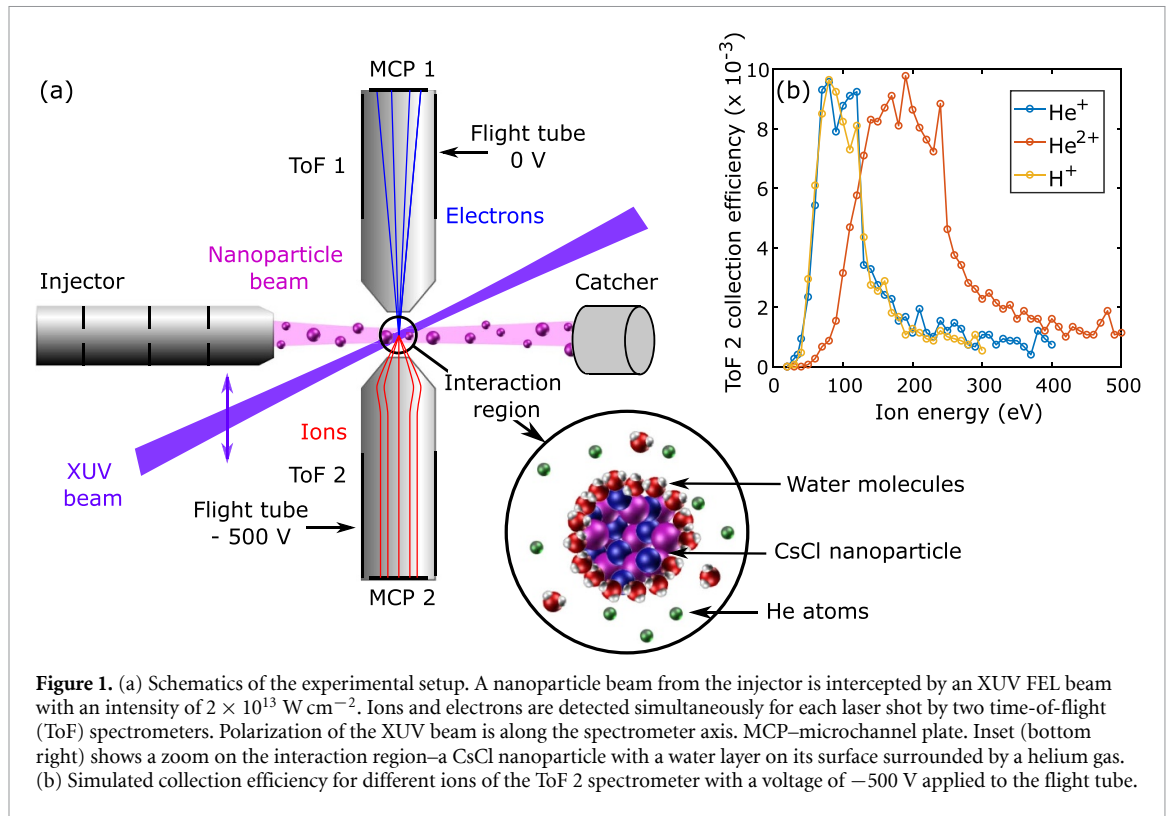 (a)
MCP 1
Flight tube
0 V
ToF 1
Electrons
Nanoparticle
beam
Injector
Catcher
Interaction
region
Ions
XUV
beam
ToF 2
Flight tube
- 500 V
MCP 2
Water molecules
CsCl nanoparticle
He atoms
(b)
ToF 2 collection efficiency (x 10⁻³)
10
8
6
4
2
0
0 100 200 300 400 500
Ion energy (eV)
He⁺
He²⁺
H⁺
Figure 1. (a) Schematics of the experimental setup. A nanoparticle beam from the injector is intercepted by an XUV FEL beam
with an intensity of 2 × 10¹³ W cm⁻². Ions and electrons are detected simultaneously for each laser shot by two time-of-flight
(ToF) spectrometers. Polarization of the XUV beam is along the spectrometer axis. MCP–microchannel plate. Inset (bottom
right) shows a zoom on the interaction region–a CsCl nanoparticle with a water layer on its surface surrounded by a helium gas.
(b) Simulated collection efficiency for different ions of the ToF 2 spectrometer with a voltage of −500 V applied to the flight tube.